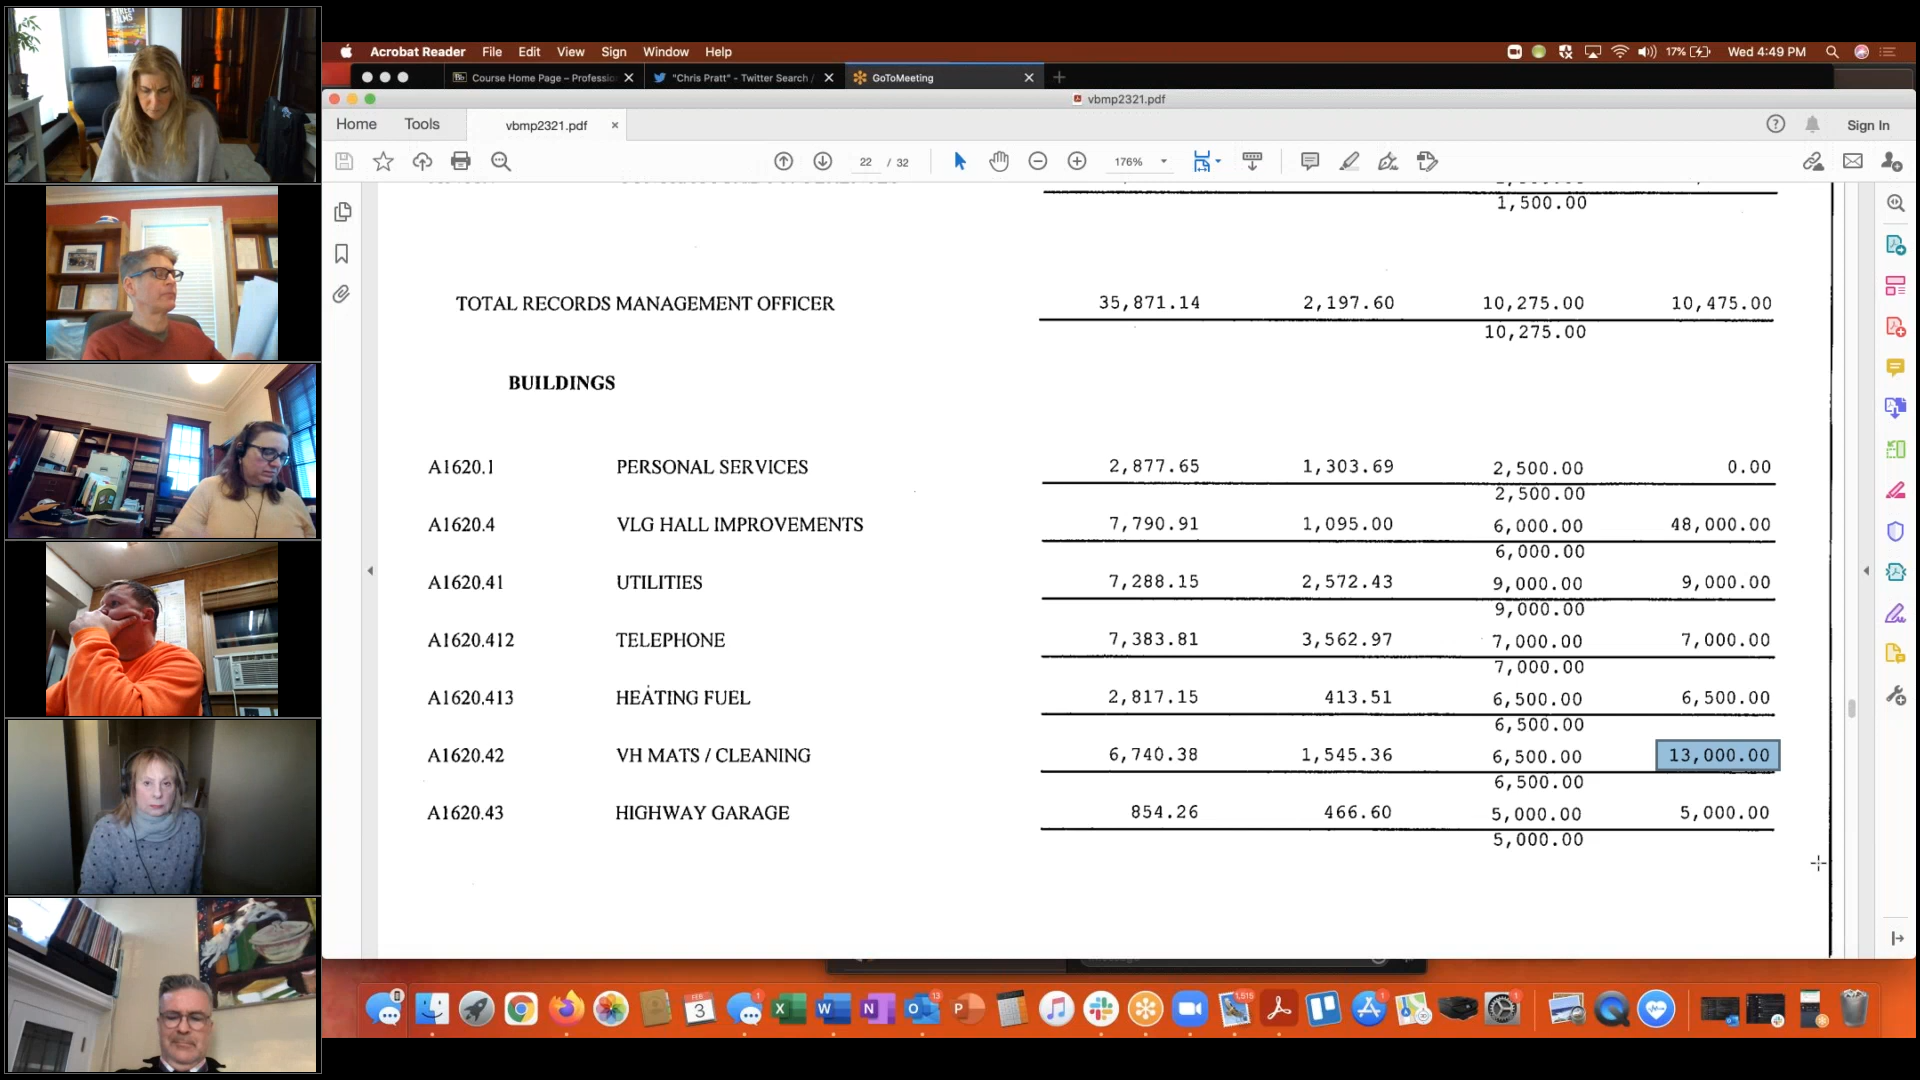 Acrobat Reader File Edit View Sign Window Help 17% Wed 4:49 PM
Course Home Page – Professio "Chris Pratt" - Twitter Search / GoToMeeting
vbmp2321.pdf
Home Tools vbmp2321.pdf Sign In
22 / 32 176%
1,500.00
TOTAL RECORDS MANAGEMENT OFFICER 35,871.14 2,197.60 10,275.00 10,475.00
10,275.00
BUILDINGS
A1620.1 PERSONAL SERVICES 2,877.65 1,303.69 2,500.00 0.00
2,500.00
A1620.4 VLG HALL IMPROVEMENTS 7,790.91 1,095.00 6,000.00 48,000.00
6,000.00
A1620.41 UTILITIES 7,288.15 2,572.43 9,000.00 9,000.00
9,000.00
A1620.412 TELEPHONE 7,383.81 3,562.97 7,000.00 7,000.00
7,000.00
A1620.413 HEATING FUEL 2,817.15 413.51 6,500.00 6,500.00
6,500.00
A1620.42 VH MATS / CLEANING 6,740.38 1,545.36 6,500.00 13,000.00
6,500.00
A1620.43 HIGHWAY GARAGE 854.26 466.60 5,000.00 5,000.00
5,000.00
FEB
3
1
13
1,515
1
1